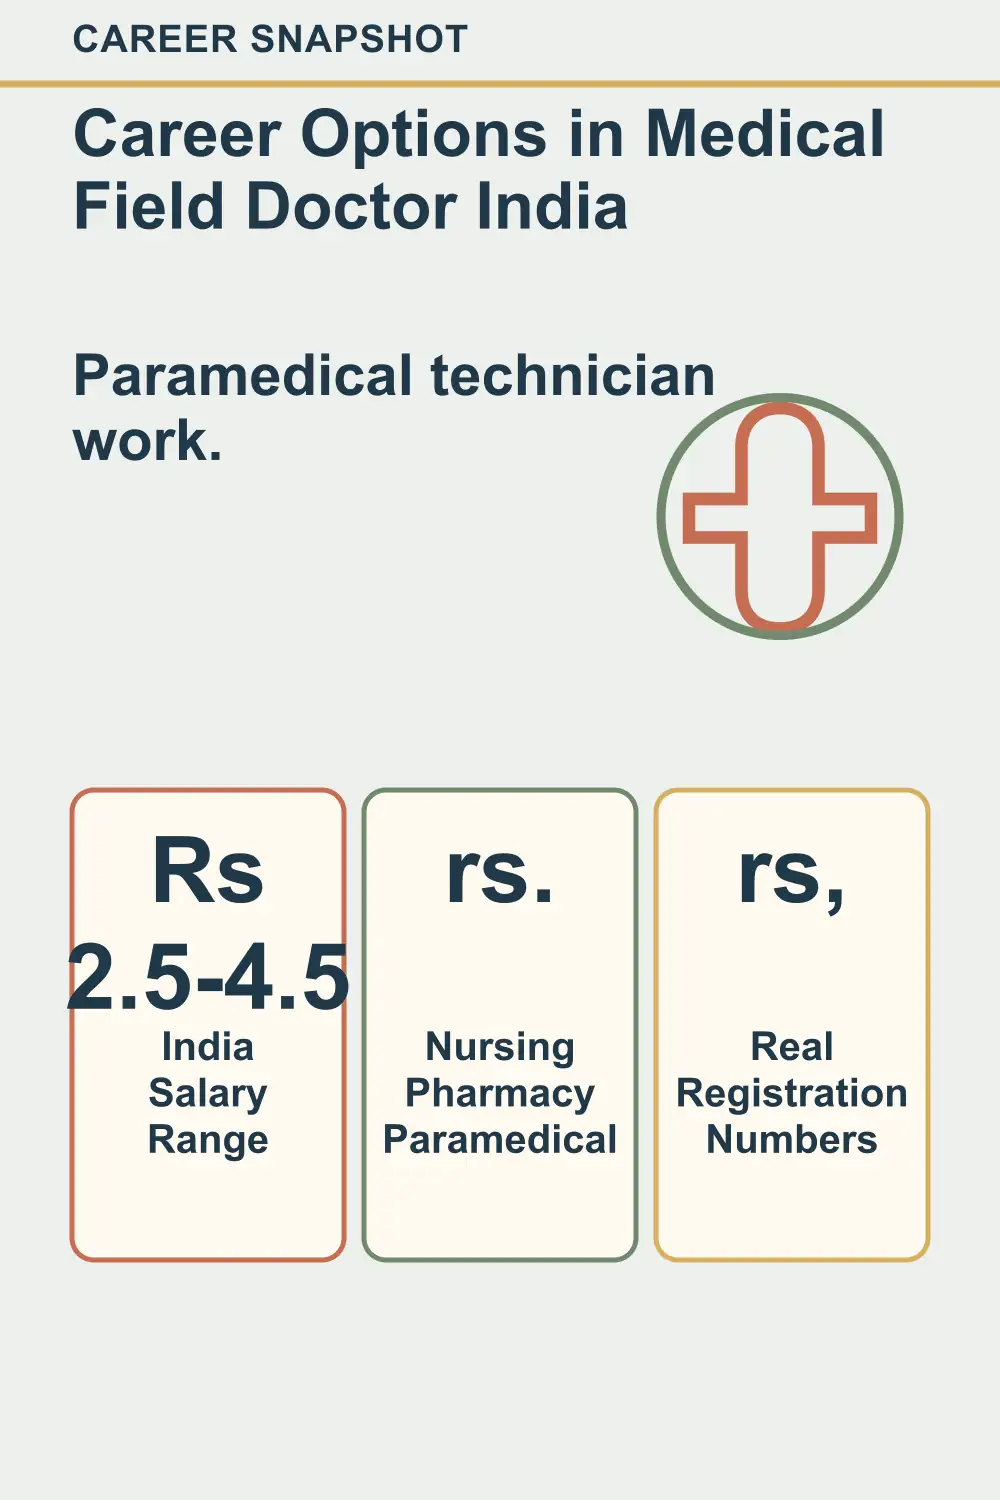 CAREER SNAPSHOT
Career Options in Medical
Field Doctor India
Paramedical technician
work.
Rs
2.5-4.5
India
Salary
Range
rs.
Nursing
Pharmacy
Paramedical
rs,
Real
Registration
Numbers